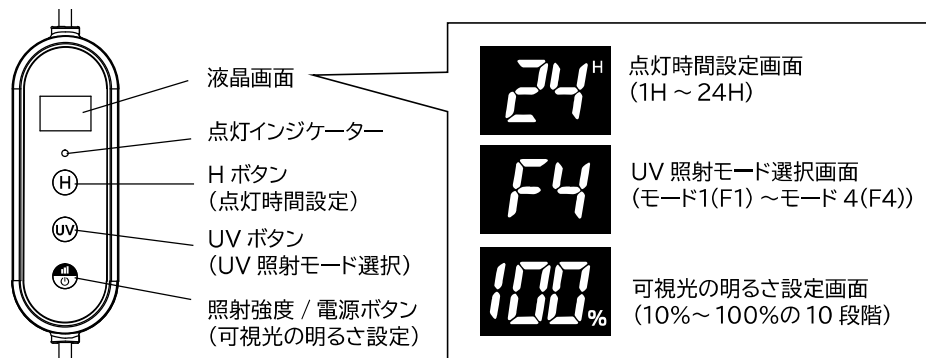 液晶画面
点灯インジケーター
H
H ボタン
(点灯時間設定)
UV
UV ボタン
(UV 照射モード選択)
照射強度 / 電源ボタン
(可視光の明るさ設定)
24H
点灯時間設定画面
(1H ~ 24H)
F4
UV 照射モード選択画面
(モード1(F1) ~モード 4(F4))
100%
可視光の明るさ設定画面
(10%~ 100%の 10 段階)